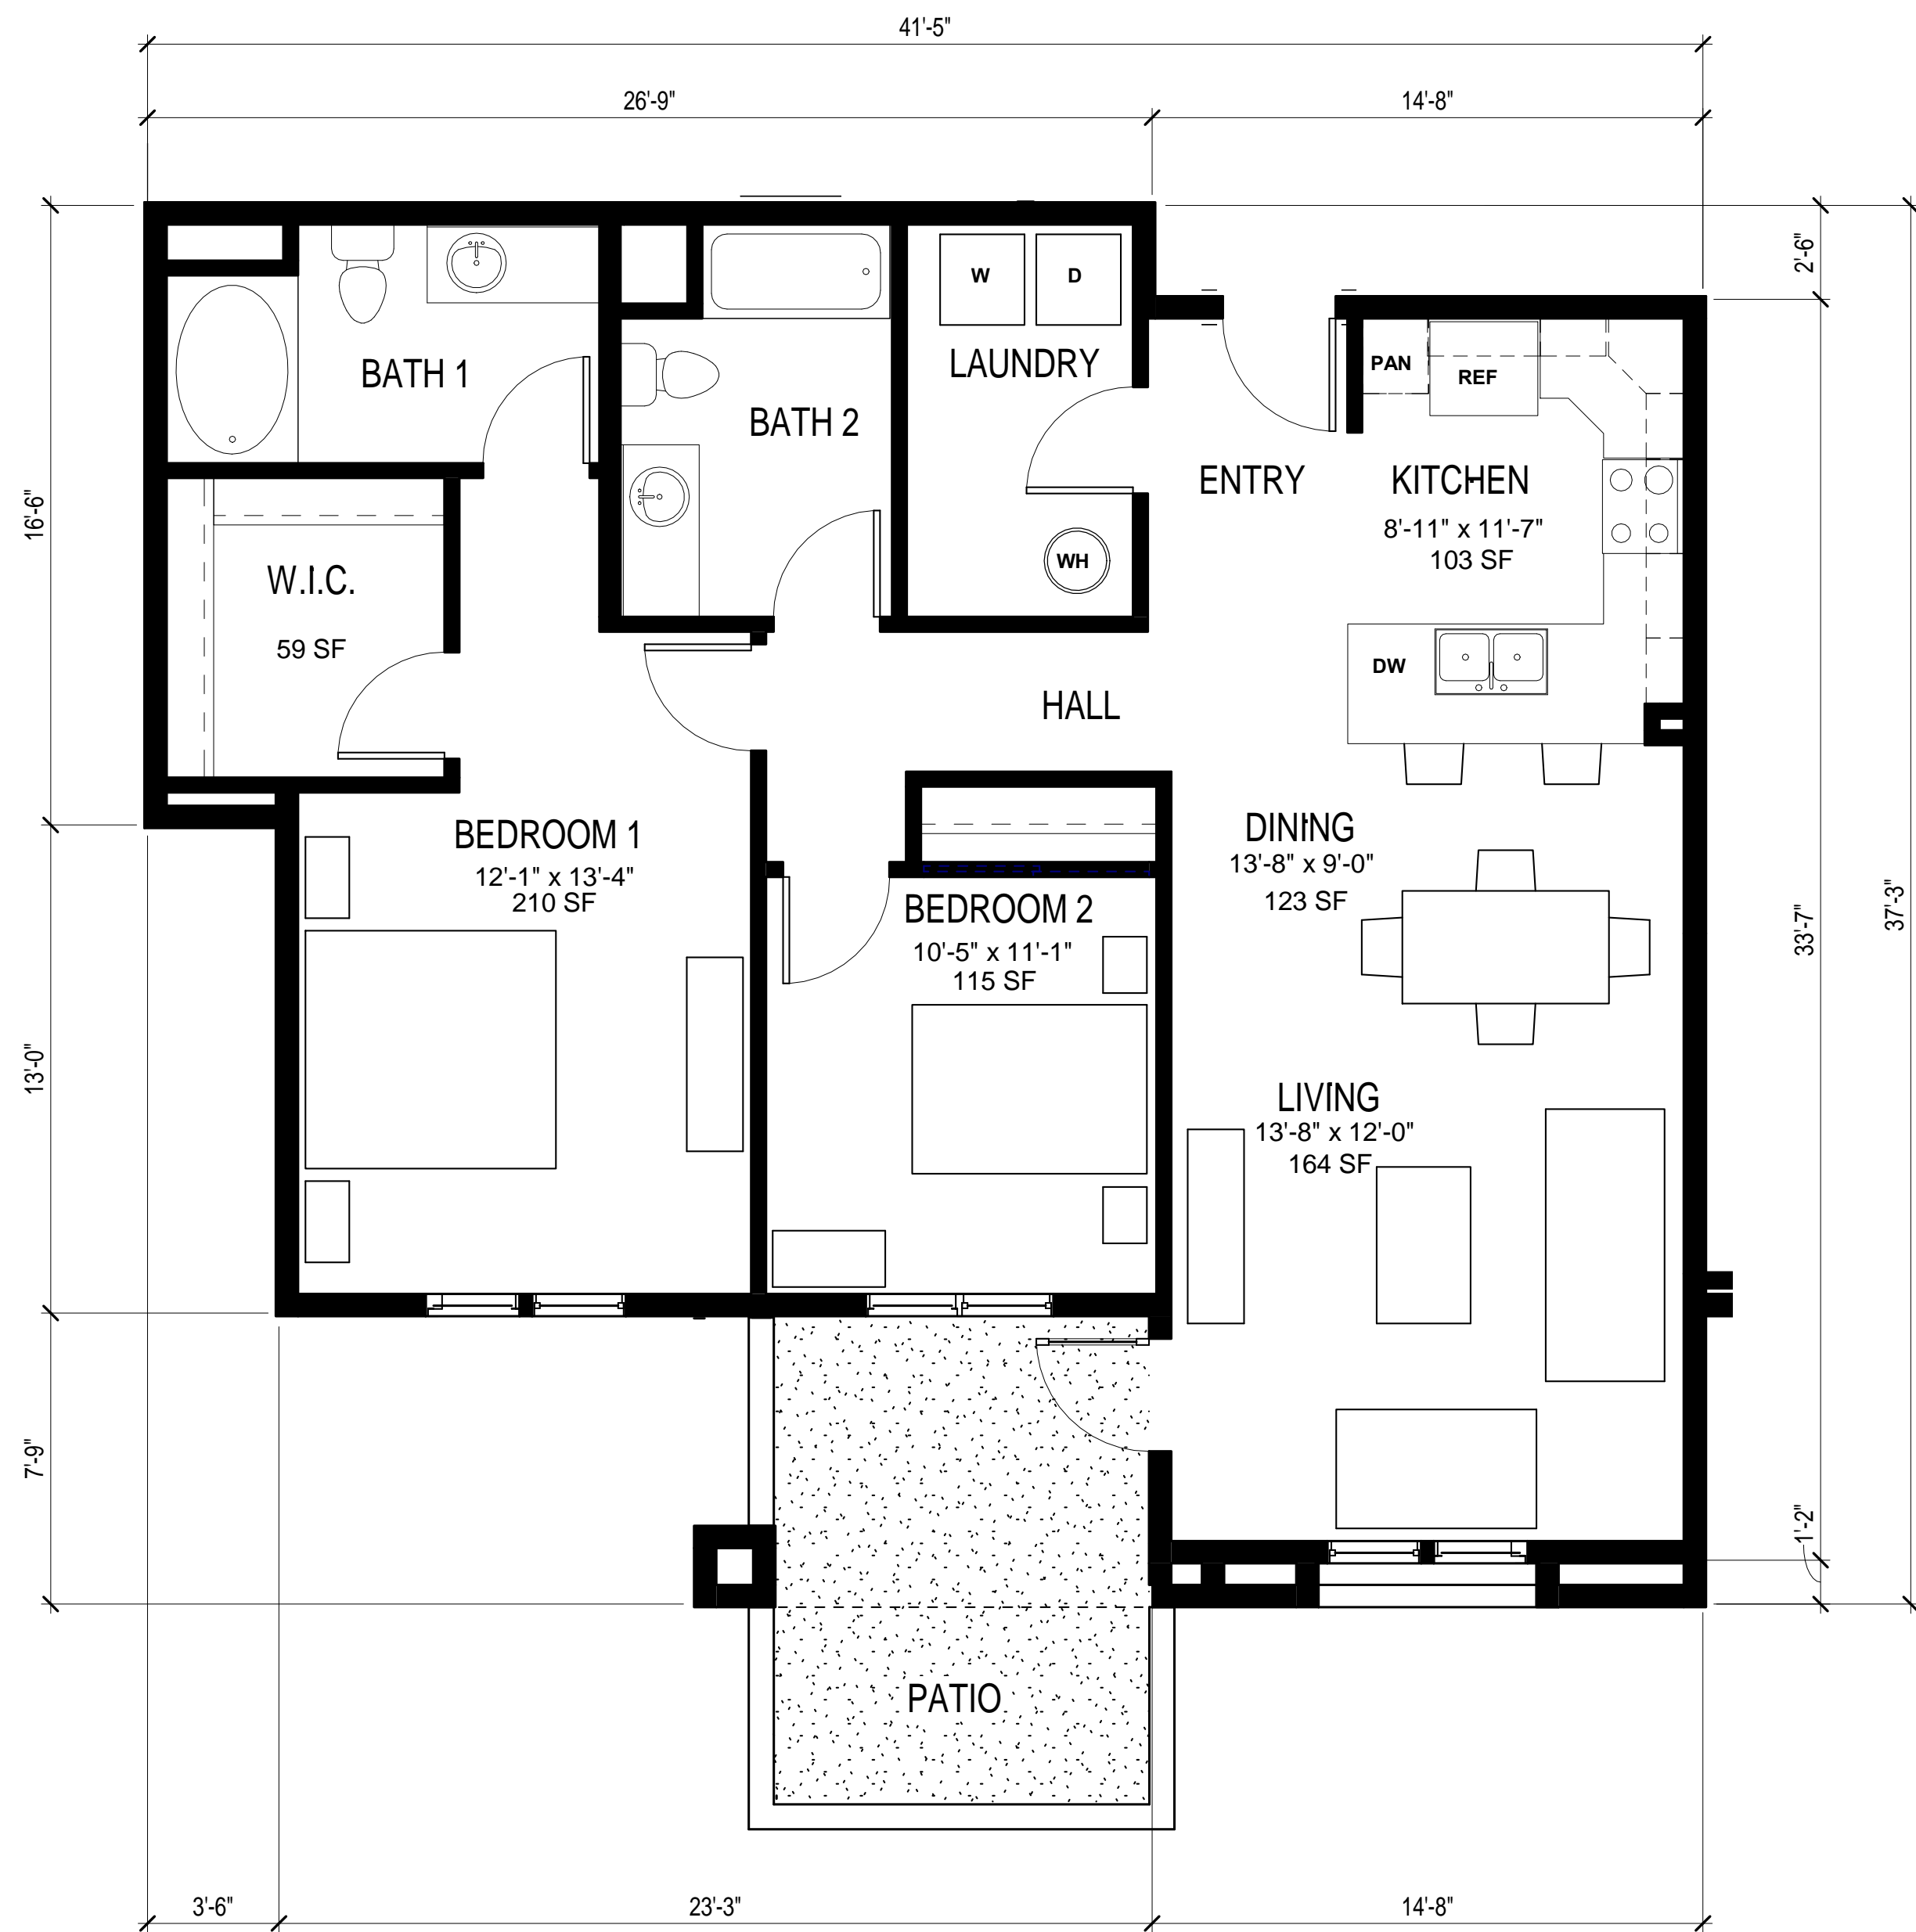 41'-5"
26'-9"
14'-8"
2'-6"
W
D
LAUNDRY
BATH 1
BATH 2
PAN
REF
ENTRY
KITCHEN
8'-11" x 11'-7"
103 SF
16'-6"
W.I.C.
59 SF
WH
DW
HALL
BEDROOM 1
12'-1" x 13'-4"
210 SF
DINING
13'-8" x 9'-0"
123 SF
BEDROOM 2
10'-5" x 11'-1"
115 SF
33'-7"
37'-3"
13'-0"
LIVING
13'-8" x 12'-0"
164 SF
7'-9"
1'-2"
PATIO
3'-6"
23'-3"
14'-8"